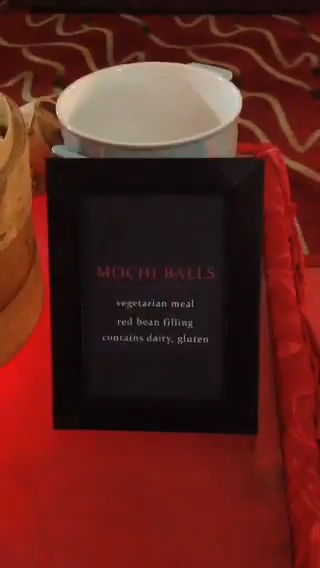 MOCHI BALLS
vegetarian meal
red bean filling
contains dairy, gluten